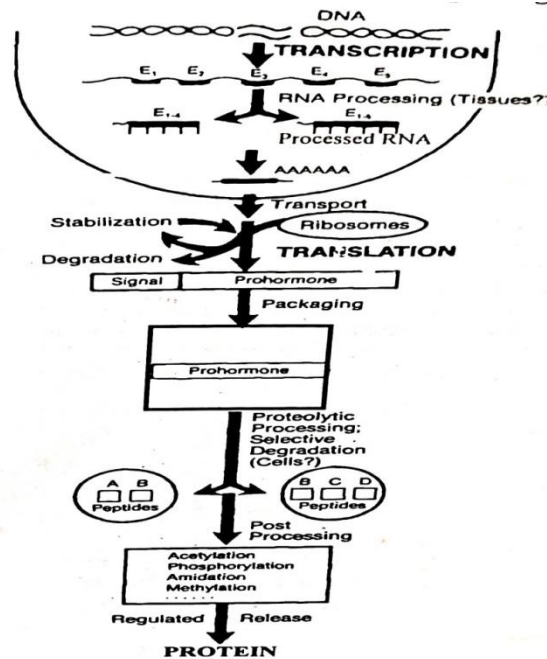 DNA
TRANSCRIPTION
E₁ E₂ E₃ E₄ E₅
RNA Processing (Tissues?
E₁₋₄
Processed RNA
AAAAAA
Transport
Stabilization
Ribosomes
TRANSLATION
Degradation
Signal Prohormone
Packaging
Prohormone
Proteolytic
Processing;
Selective
Degradation
(Cells?)
A B
Peptides
B C D
Peptides
Post
Processing
Acetylation
Phosphorylation
Amidation
Methylation
......
Regulated Release
PROTEIN